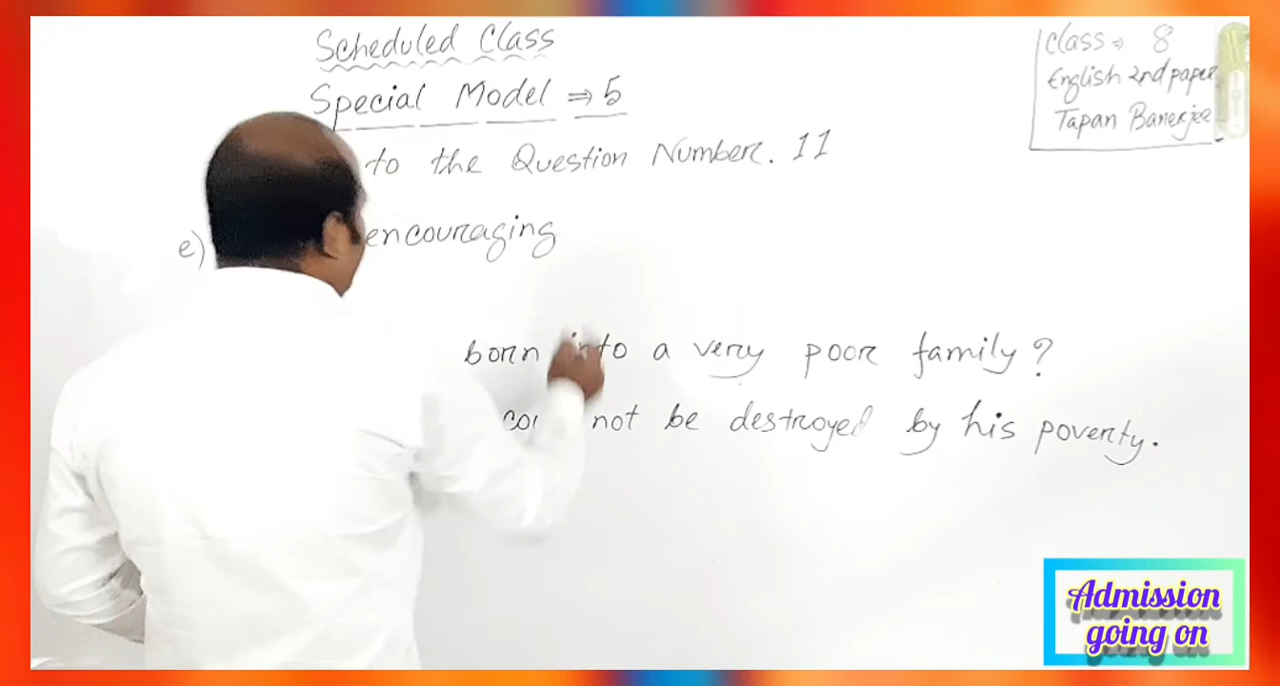 Scheduled Class
Special Model ⇒ 5
to the Question Number. 11
e) encouraging
born into a very poor family?
not be destroyed by his poverty.
Class ⇒ 8
English 2nd paper
Tapan Banerjee
Admission
going on